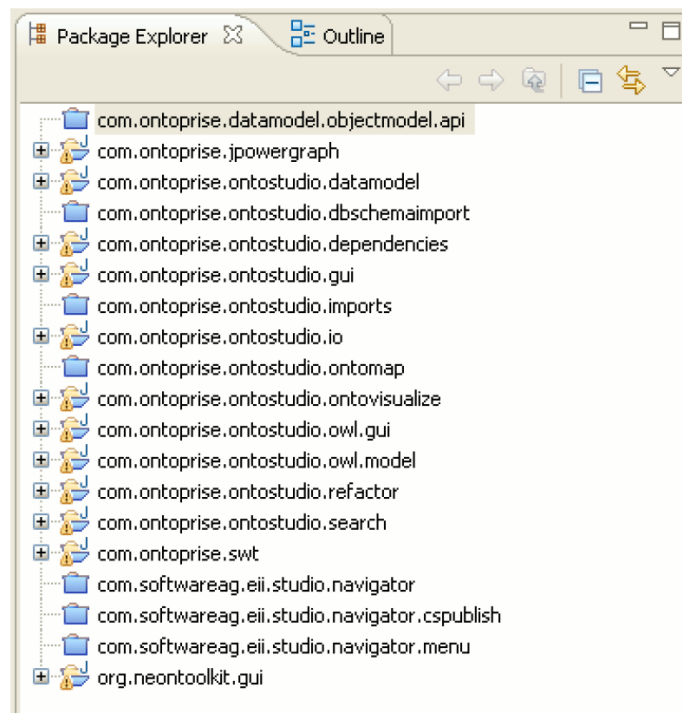 Package Explorer Outline
com.ontoprise.datamodel.objectmodel.api
com.ontoprise.jpowergraph
com.ontoprise.ontostudio.datamodel
com.ontoprise.ontostudio.dbschemaimport
com.ontoprise.ontostudio.dependencies
com.ontoprise.ontostudio.gui
com.ontoprise.ontostudio.imports
com.ontoprise.ontostudio.io
com.ontoprise.ontostudio.ontomap
com.ontoprise.ontostudio.ontovisualize
com.ontoprise.ontostudio.owl.gui
com.ontoprise.ontostudio.owl.model
com.ontoprise.ontostudio.refactor
com.ontoprise.ontostudio.search
com.ontoprise.swt
com.softwareag.eii.studio.navigator
com.softwareag.eii.studio.navigator.cspublish
com.softwareag.eii.studio.navigator.menu
org.neontoolkit.gui